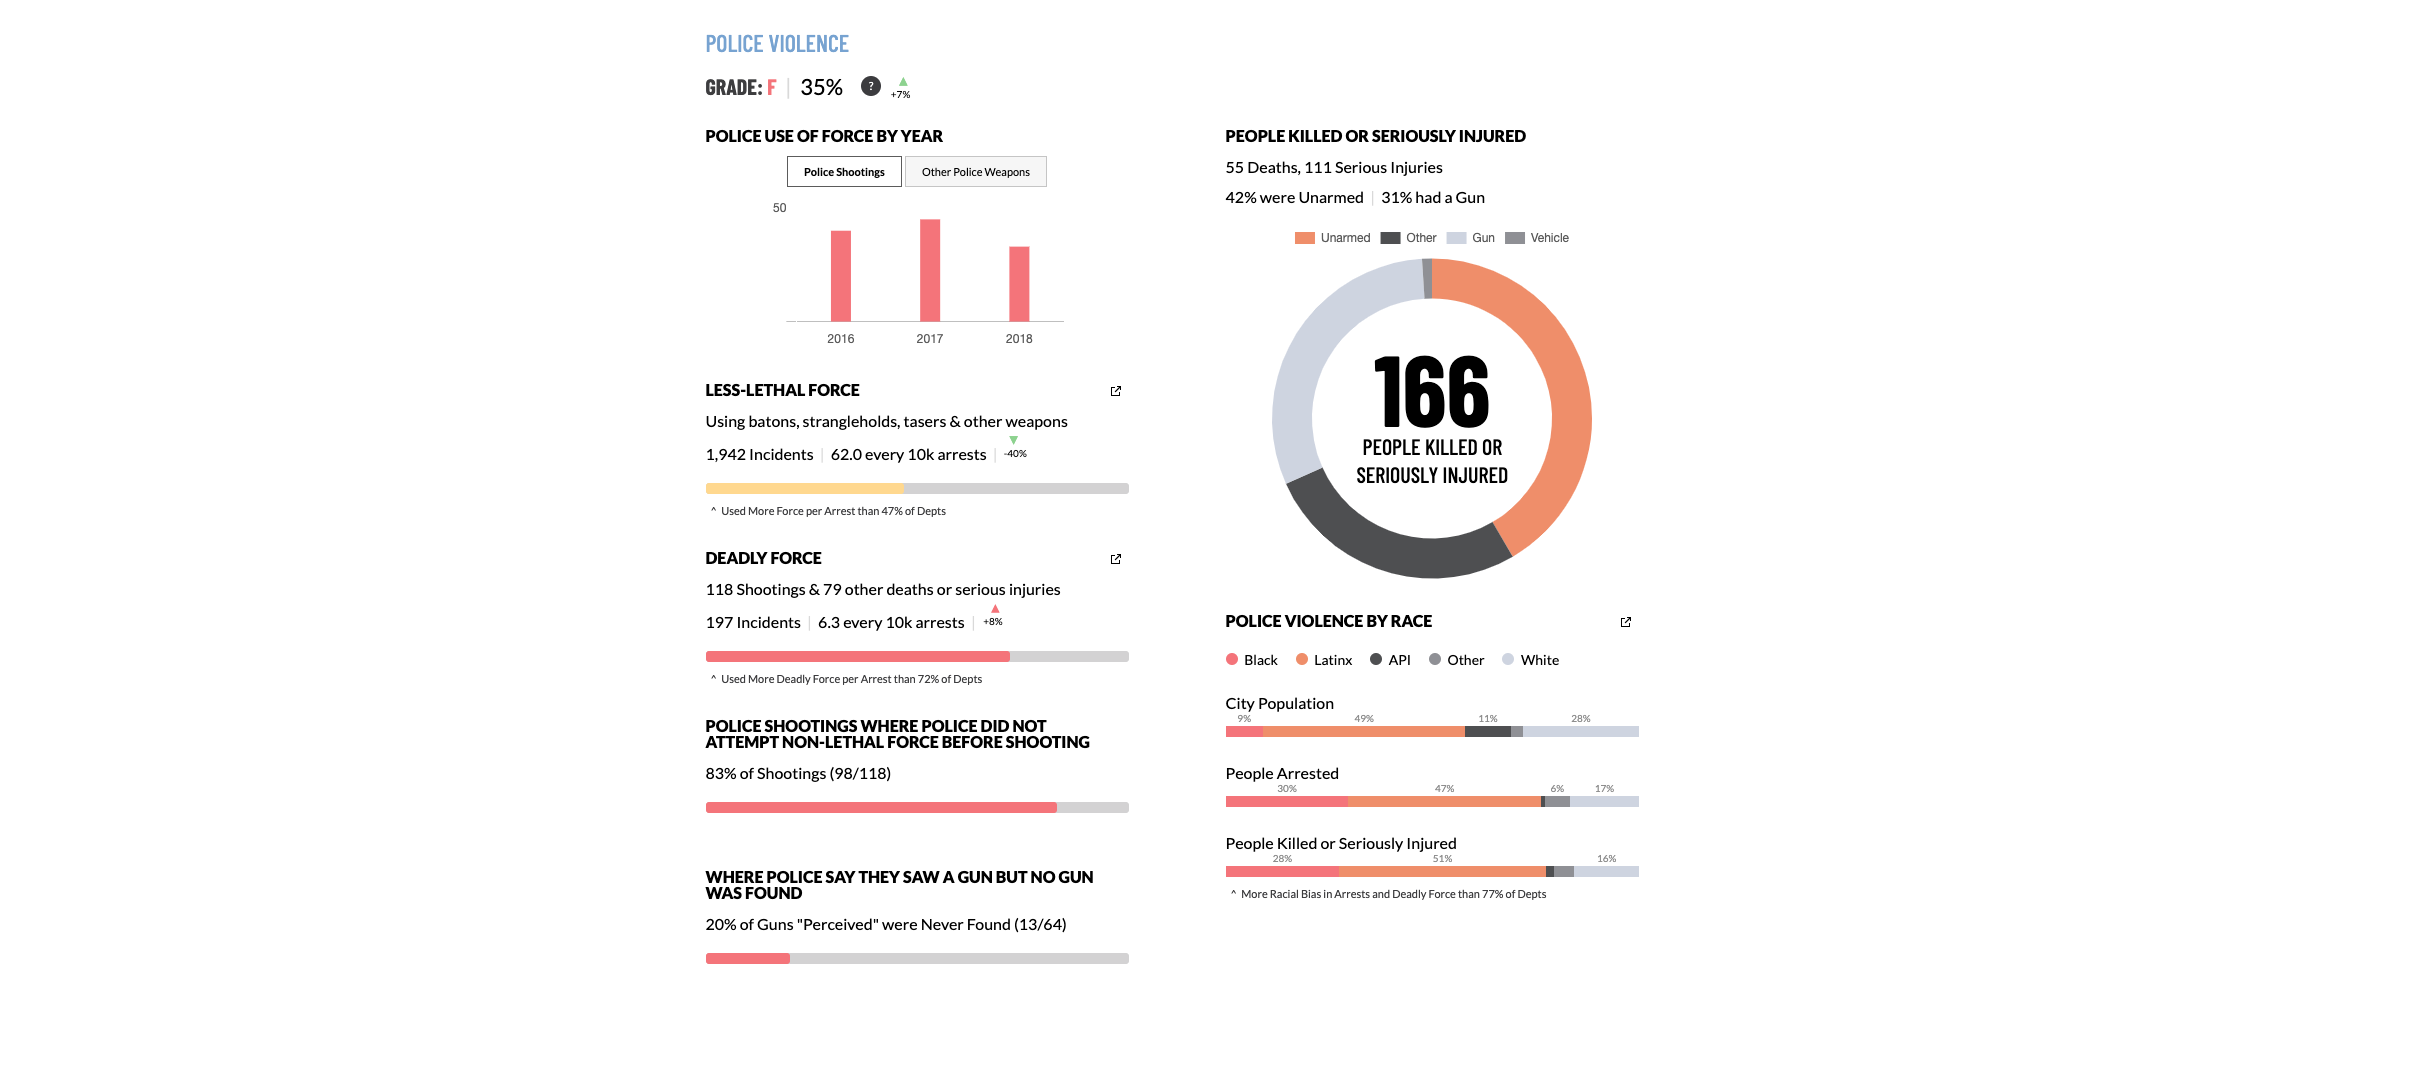 POLICE VIOLENCE
GRADE: F | 35% ? ▲ +7%
POLICE USE OF FORCE BY YEAR
Police Shootings
Other Police Weapons
50
2016
2017
2018
LESS-LETHAL FORCE
Using batons, strangleholds, tasers & other weapons
1,942 Incidents | 62.0 every 10k arrests | ▼ -40%
^ Used More Force per Arrest than 47% of Depts
DEADLY FORCE
118 Shootings & 79 other deaths or serious injuries
197 Incidents | 6.3 every 10k arrests | ▲ +8%
^ Used More Deadly Force per Arrest than 72% of Depts
POLICE SHOOTINGS WHERE POLICE DID NOT
ATTEMPT NON-LETHAL FORCE BEFORE SHOOTING
83% of Shootings (98/118)
WHERE POLICE SAY THEY SAW A GUN BUT NO GUN
WAS FOUND
20% of Guns "Perceived" were Never Found (13/64)
PEOPLE KILLED OR SERIOUSLY INJURED
55 Deaths, 111 Serious Injuries
42% were Unarmed | 31% had a Gun
Unarmed Other Gun Vehicle
166
PEOPLE KILLED OR
SERIOUSLY INJURED
POLICE VIOLENCE BY RACE
Black Latinx API Other White
City Population
9% 49% 11% 28%
People Arrested
30% 47% 6% 17%
People Killed or Seriously Injured
28% 51% 16%
^ More Racial Bias in Arrests and Deadly Force than 77% of Depts